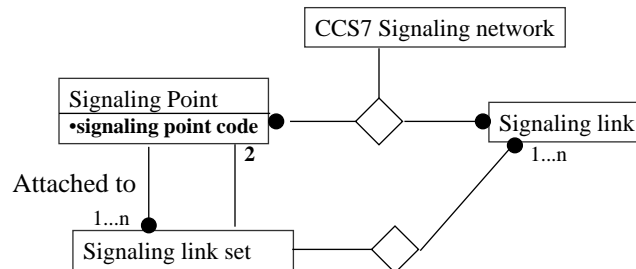 CCS7 Signaling network
Signaling Point
•signaling point code
Signaling link
2
1...n
Attached to
1...n
Signaling link set